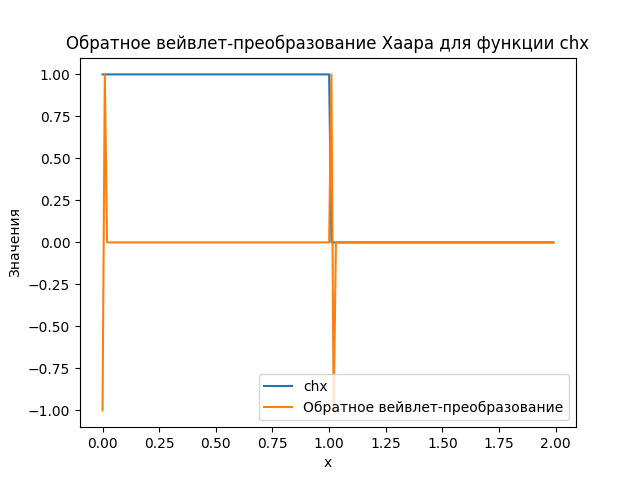 Обратное вейвлет-преобразование Хаара для функции chx
Значения
1.00
0.75
0.50
0.25
0.00
−0.25
−0.50
−0.75
−1.00
chx
Обратное вейвлет-преобразование
0.00 0.25 0.50 0.75 1.00 1.25 1.50 1.75 2.00
x